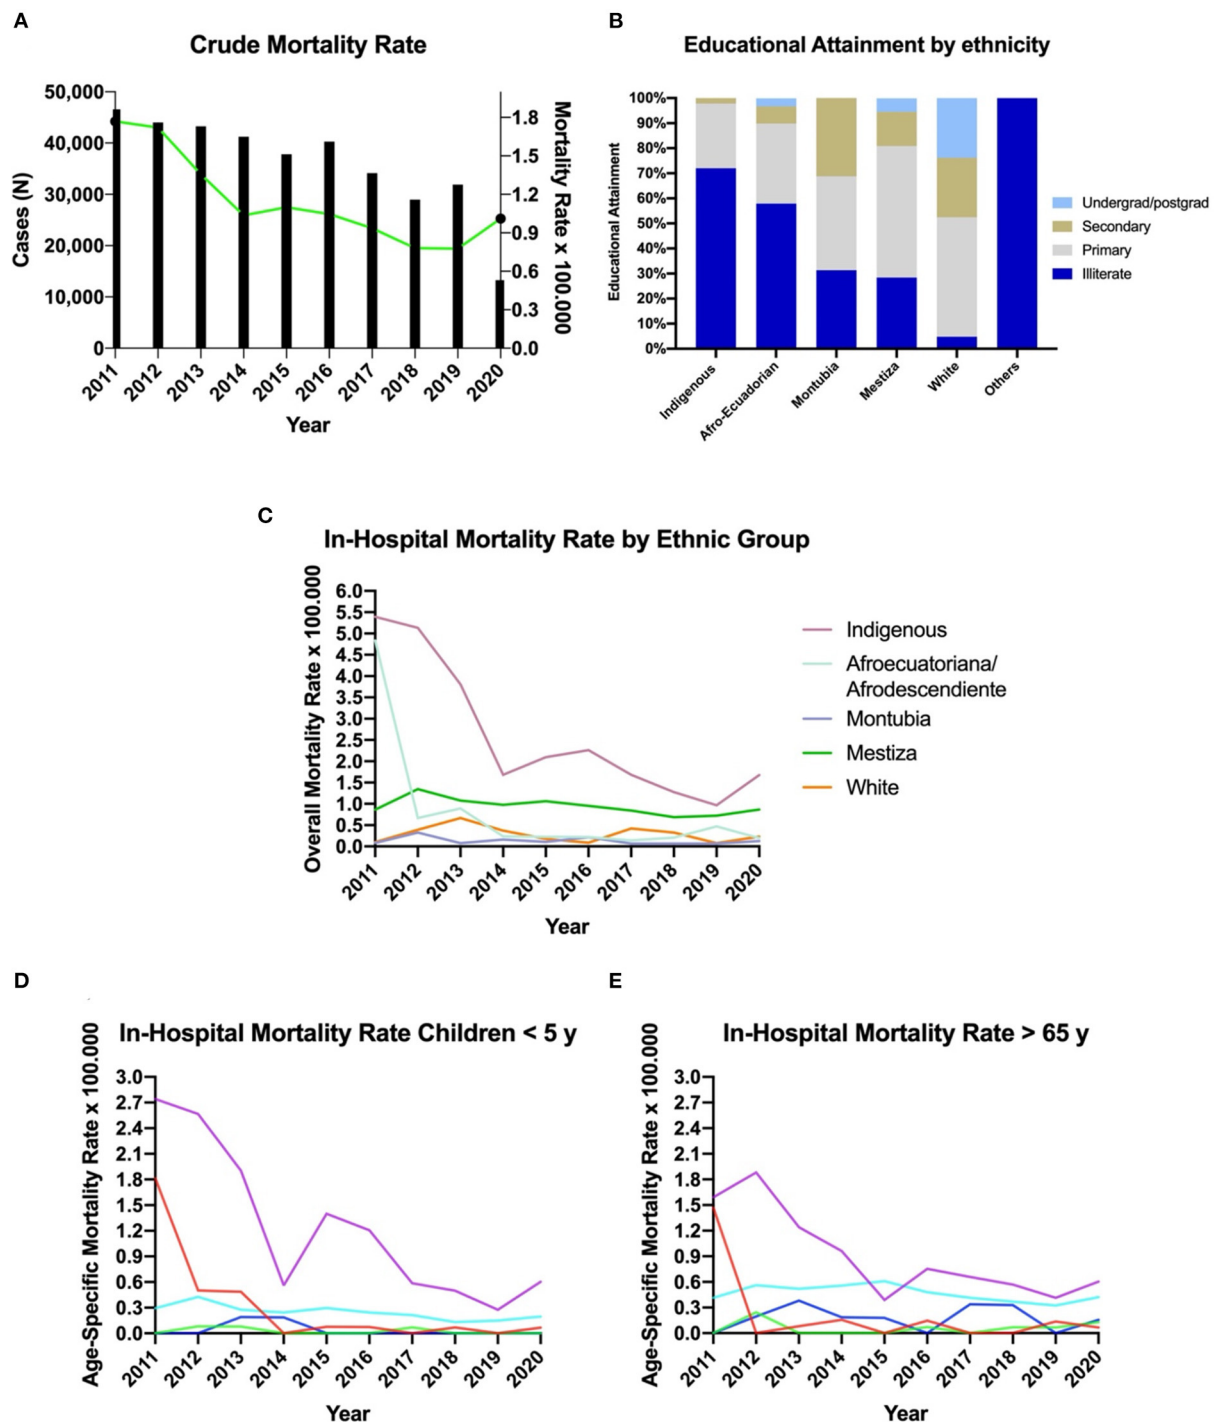 A
Crude Mortality Rate
50,000
40,000
30,000
20,000
10,000
0
Cases (N)
1.8
1.5
1.2
0.9
0.6
0.3
0.0
Mortality Rate x 100.000
2011
2012
2013
2014
2015
2016
2017
2018
2019
2020
Year
B
Educational Attainment by ethnicity
100%
90%
80%
70%
60%
50%
40%
30%
20%
10%
0%
Educational Attainment
Indigenous
Afro-Ecuadorian
Montubia
Mestiza
White
Others
Undergrad/postgrad
Secondary
Primary
Illiterate
C
In-Hospital Mortality Rate by Ethnic Group
Overall Mortality Rate x 100.000
6.0
5.5
5.0
4.5
4.0
3.5
3.0
2.5
2.0
1.5
1.0
0.5
0.0
2011
2012
2013
2014
2015
2016
2017
2018
2019
2020
Year
Indigenous
Afroecuatoriana/
Afrodescendiente
Montubia
Mestiza
White
D
In-Hospital Mortality Rate Children < 5 y
Age-Specific Mortality Rate x 100.000
3.0
2.7
2.4
2.1
1.8
1.5
1.2
0.9
0.6
0.3
0.0
2011
2012
2013
2014
2015
2016
2017
2018
2019
2020
Year
E
In-Hospital Mortality Rate > 65 y
Age-Specific Mortality Rate x 100.000
3.0
2.7
2.4
2.1
1.8
1.5
1.2
0.9
0.6
0.3
0.0
2011
2012
2013
2014
2015
2016
2017
2018
2019
2020
Year